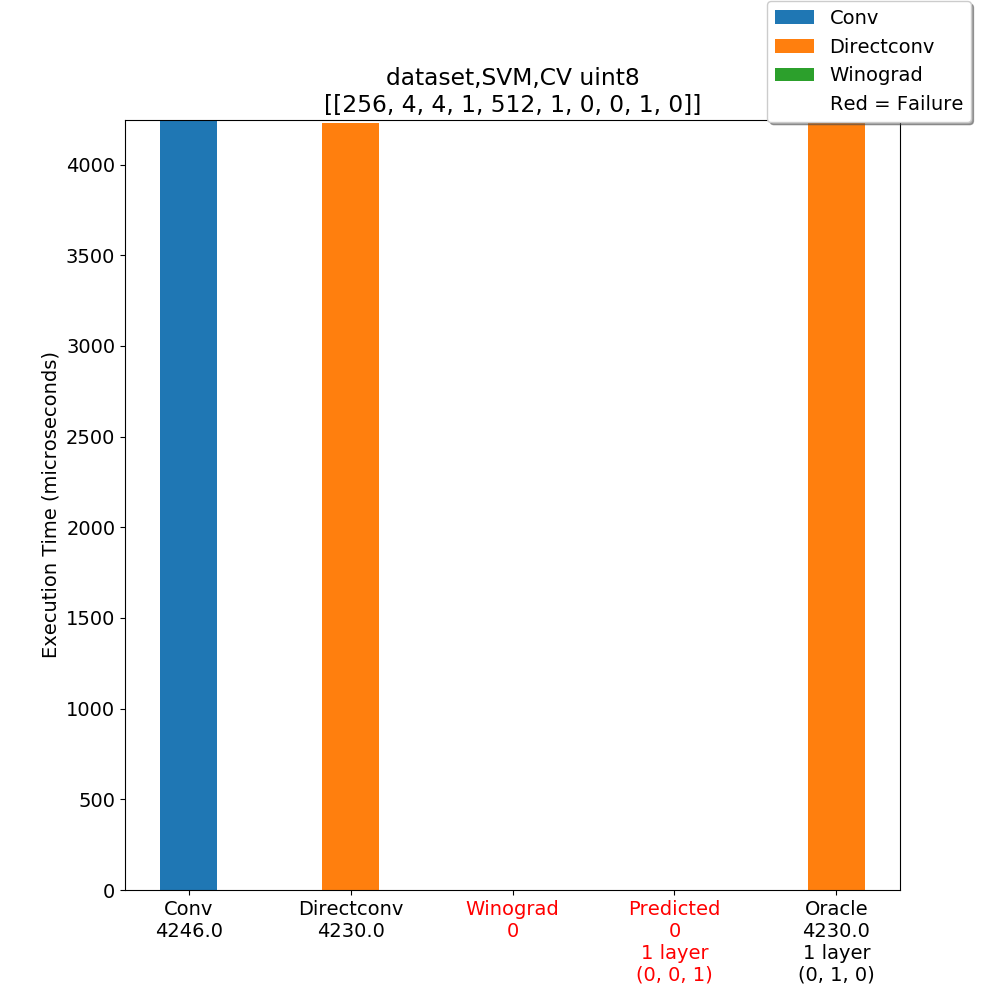 Conv
Directconv
Winograd
Red = Failure
dataset,SVM,CV uint8
[[256, 4, 4, 1, 512, 1, 0, 0, 1, 0]]
Execution Time (microseconds)
4000
3500
3000
2500
2000
1500
1000
500
0
Conv
4246.0
Directconv
4230.0
Winograd
0
Predicted
0
1 layer
(0, 0, 1)
Oracle
4230.0
1 layer
(0, 1, 0)